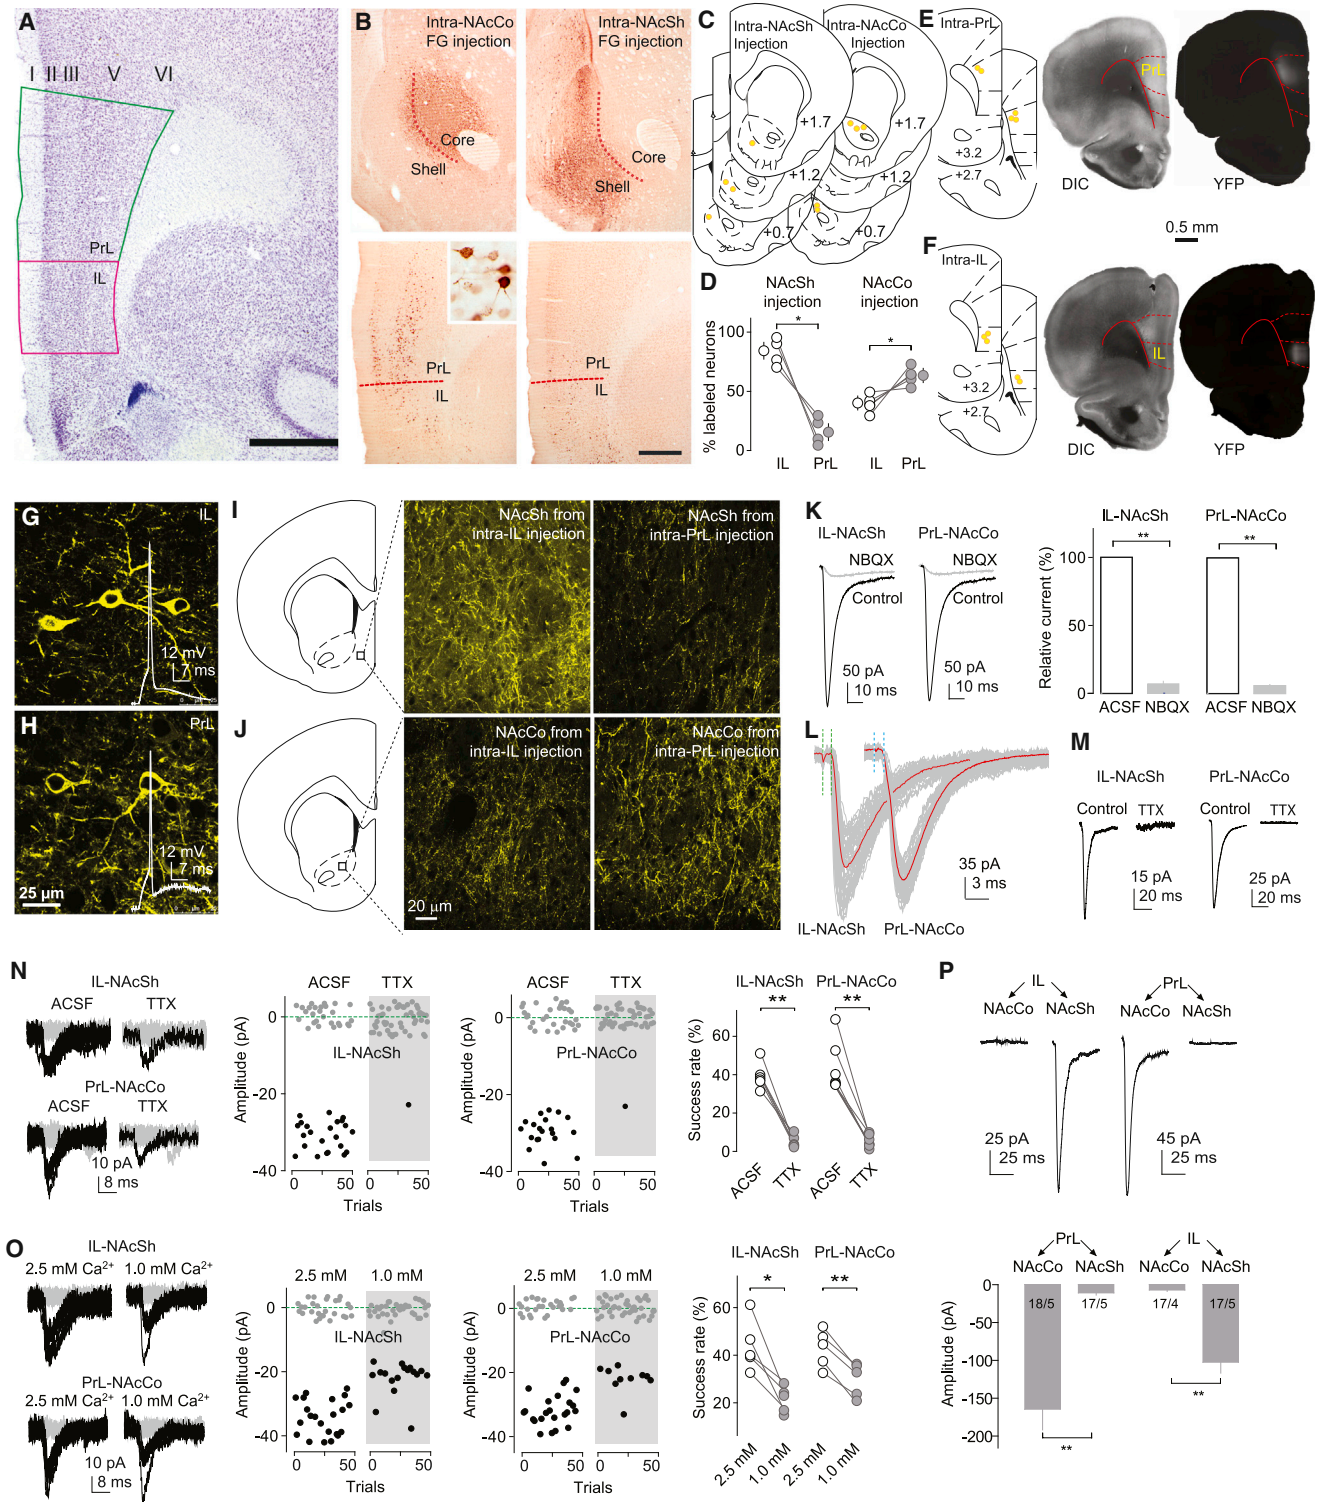 A
I II III V VI
PrL
IL
B
Intra-NAcCo
FG injection
Core
Shell
Intra-NAcSh
FG injection
Core
Shell
PrL
IL
PrL
IL
C
Intra-NAcSh
Injection
Intra-NAcCo
Injection
+1.7
+1.7
+1.2
+1.2
+0.7
+0.7
D
NAcSh
injection
NAcCo
injection
% labeled neurons
100
50
0
*
*
IL PrL IL PrL
E
Intra-PrL
+3.2
+2.7
PrL
DIC
YFP
0.5 mm
F
Intra-IL
+3.2
+2.7
IL
DIC
YFP
G
IL
12 mV
7 ms
H
PrL
12 mV
7 ms
25 µm
I
NAcSh from
intra-IL injection
NAcSh from
intra-PrL injection
J
NAcCo from
intra-IL injection
NAcCo from
intra-PrL injection
20 µm
K
IL-NAcSh
NBQX
Control
50 pA
10 ms
PrL-NAcCo
NBQX
Control
50 pA
10 ms
IL-NAcSh
PrL-NAcCo
Relative current (%)
100
50
0
**
**
ACSF NBQX
ACSF NBQX
L
35 pA
3 ms
IL-NAcSh
PrL-NAcCo
M
IL-NAcSh
Control TTX
15 pA
20 ms
PrL-NAcCo
Control TTX
25 pA
20 ms
N
IL-NAcSh
ACSF TTX
PrL-NAcCo
ACSF TTX
10 pA
8 ms
ACSF TTX
Amplitude (pA)
0
-20
-40
IL-NAcSh
0 50 0 50
Trials
ACSF TTX
Amplitude (pA)
0
-20
-40
PrL-NAcCo
0 50 0 50
Trials
IL-NAcSh PrL-NAcCo
** **
Success rate (%)
60
40
20
0
ACSF TTX ACSF TTX
O
IL-NAcSh
2.5 mM Ca²⁺ 1.0 mM Ca²⁺
PrL-NAcCo
2.5 mM Ca²⁺ 1.0 mM Ca²⁺
10 pA
8 ms
2.5 mM 1.0 mM
Amplitude (pA)
0
-20
-40
IL-NAcSh
0 50 0 50
Trials
2.5 mM 1.0 mM
Amplitude (pA)
0
-20
-40
PrL-NAcCo
0 50 0 50
Trials
IL-NAcSh PrL-NAcCo
* **
Success rate (%)
60
40
20
2.5 mM 1.0 mM 2.5 mM 1.0 mM
P
IL
NAcCo NAcSh
25 pA
25 ms
PrL
NAcCo NAcSh
45 pA
25 ms
PrL
NAcCo NAcSh
IL
NAcCo NAcSh
Amplitude (pA)
0
-50
-100
-150
-200
18/5 17/5 17/4 17/5
**
**